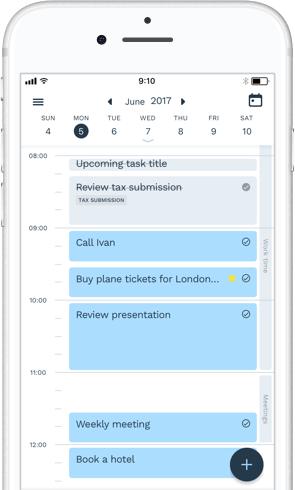 9:10
June 2017
SUN MON TUE WED THU FRI SAT
4 5 6 7 8 9 10
08:00
Upcoming task title
Review tax submission
TAX SUBMISSION
09:00
Call Ivan
Work time
Buy plane tickets for London...
10:00
Review presentation
11:00
Meetings
Weekly meeting
12:00
Book a hotel